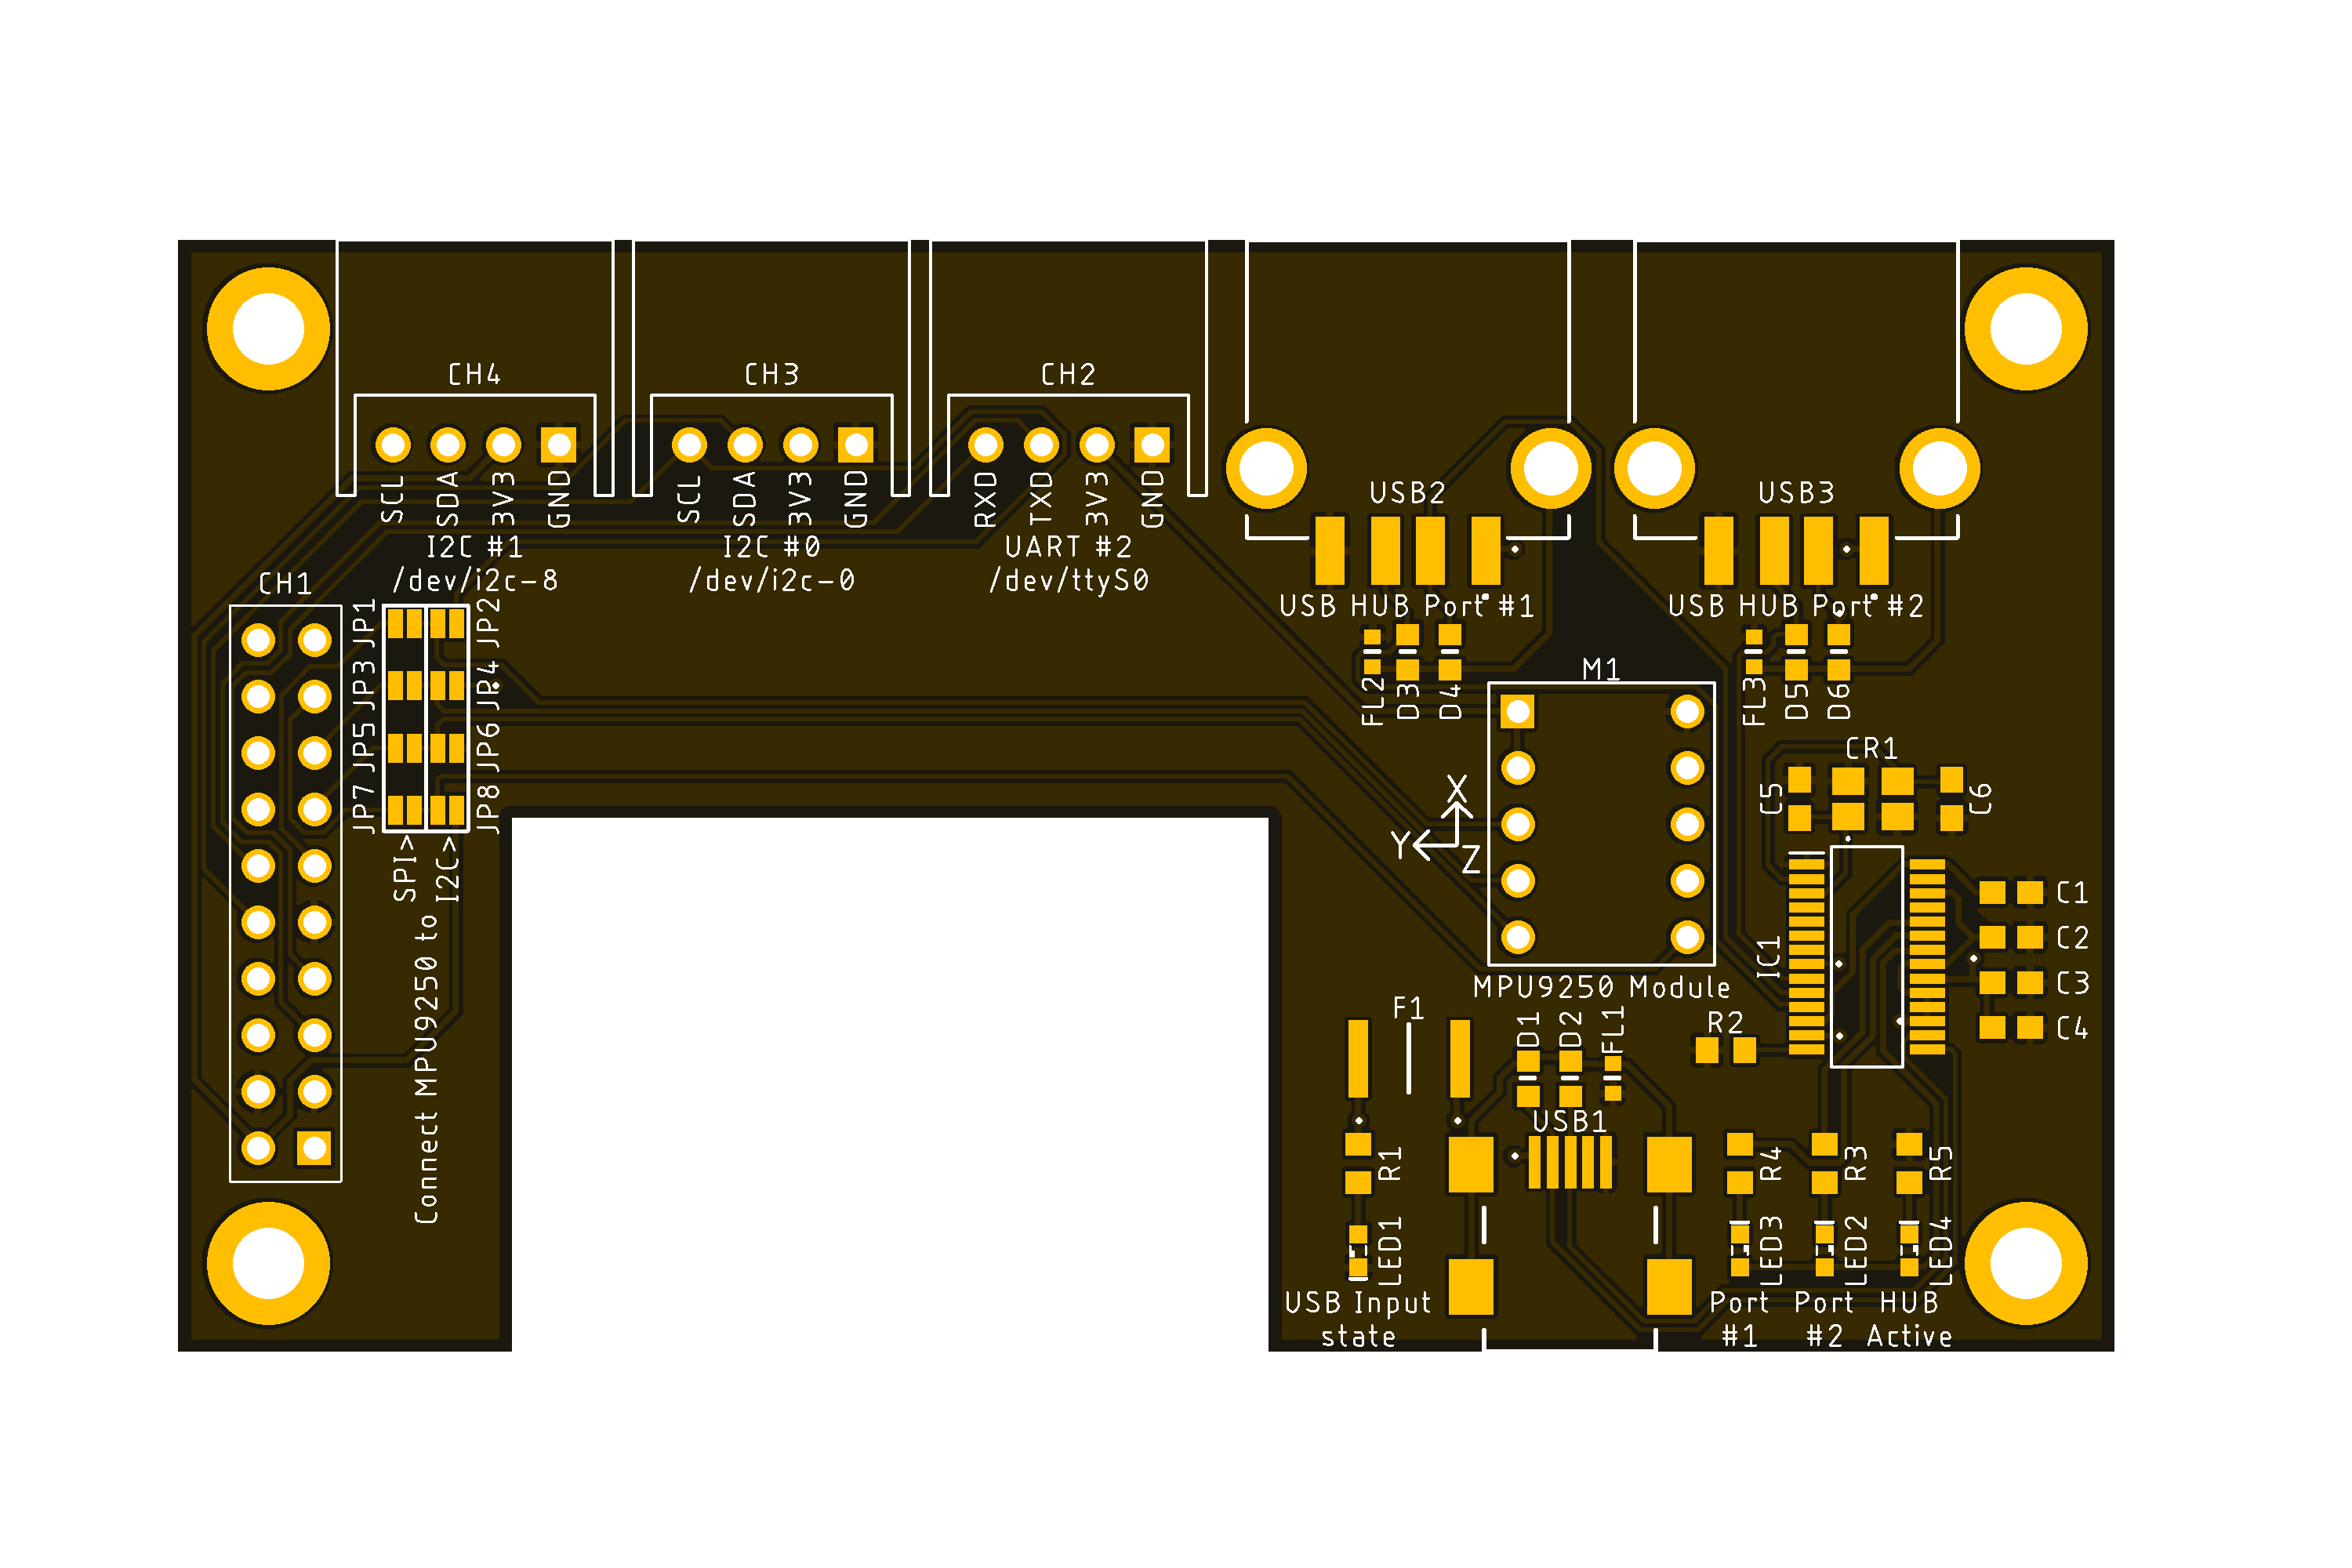 CH4
CH3
CH2
SCL
SDA
3V3
GND
SCL
SDA
3V3
GND
RXD
TXD
3V3
GND
USB2
USB3
I2C #1
/dev/i2c-8
I2C #0
/dev/i2c-0
UART #2
/dev/ttyS0
USB HUB Port #1
USB HUB Port #2
CH1
JP1
JP3
JP5
JP7
JP2
JP4
JP6
JP8
SPI>
I2C>
Connect MPU9250 to
FL2
D3
D4
FL3
D5
D6
M1
X
Y
Z
MPU9250 Module
CR1
C5
C6
IC1
C1
C2
C3
C4
F1
D1
D2
FL1
R2
USB1
R1
R4
R3
R5
LED1
LED3
LED2
LED4
USB Input
state
Port
#1
Port
#2
HUB
Active